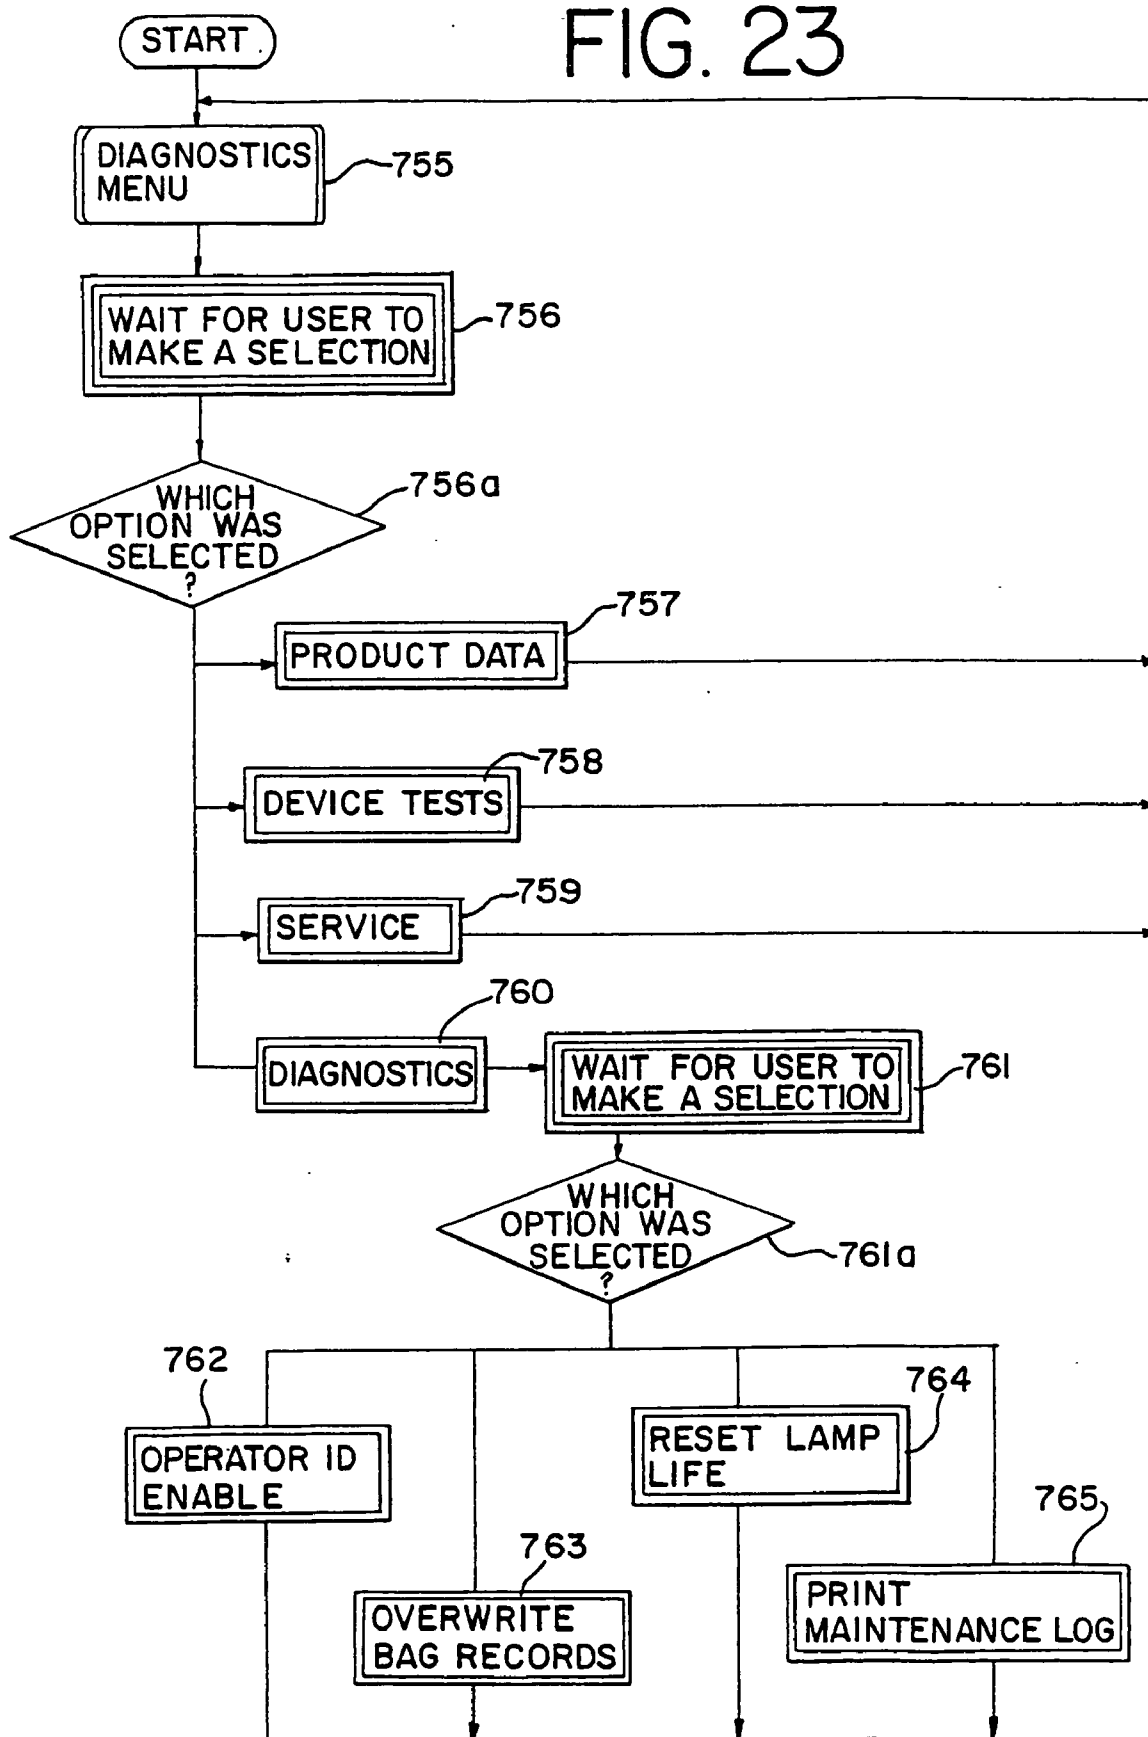 FIG. 23
START
DIAGNOSTICS
MENU
755
WAIT FOR USER TO
MAKE A SELECTION
756
756a
WHICH
OPTION WAS
SELECTED
?
757
PRODUCT DATA
758
DEVICE TESTS
759
SERVICE
760
DIAGNOSTICS
WAIT FOR USER TO
MAKE A SELECTION
761
WHICH
OPTION WAS
SELECTED
?
761a
762
OPERATOR ID
ENABLE
763
OVERWRITE
BAG RECORDS
764
RESET LAMP
LIFE
765
PRINT
MAINTENANCE LOG